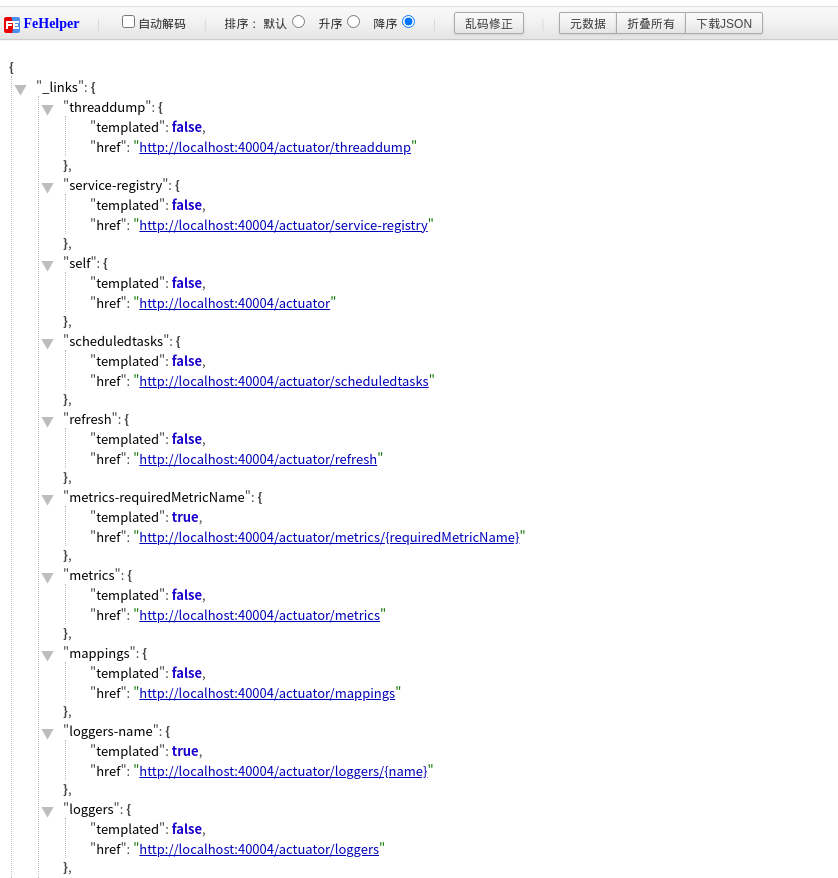 FeHelper 自动解码 排序： 默认 升序 降序 乱码修正 元数据 折叠所有 下载JSON
{
"_links": {
"threaddump": {
"templated": false,
"href": "http://localhost:40004/actuator/threaddump"
},
"service-registry": {
"templated": false,
"href": "http://localhost:40004/actuator/service-registry"
},
"self": {
"templated": false,
"href": "http://localhost:40004/actuator"
},
"scheduledtasks": {
"templated": false,
"href": "http://localhost:40004/actuator/scheduledtasks"
},
"refresh": {
"templated": false,
"href": "http://localhost:40004/actuator/refresh"
},
"metrics-requiredMetricName": {
"templated": true,
"href": "http://localhost:40004/actuator/metrics/{requiredMetricName}"
},
"metrics": {
"templated": false,
"href": "http://localhost:40004/actuator/metrics"
},
"mappings": {
"templated": false,
"href": "http://localhost:40004/actuator/mappings"
},
"loggers-name": {
"templated": true,
"href": "http://localhost:40004/actuator/loggers/{name}"
},
"loggers": {
"templated": false,
"href": "http://localhost:40004/actuator/loggers"
},